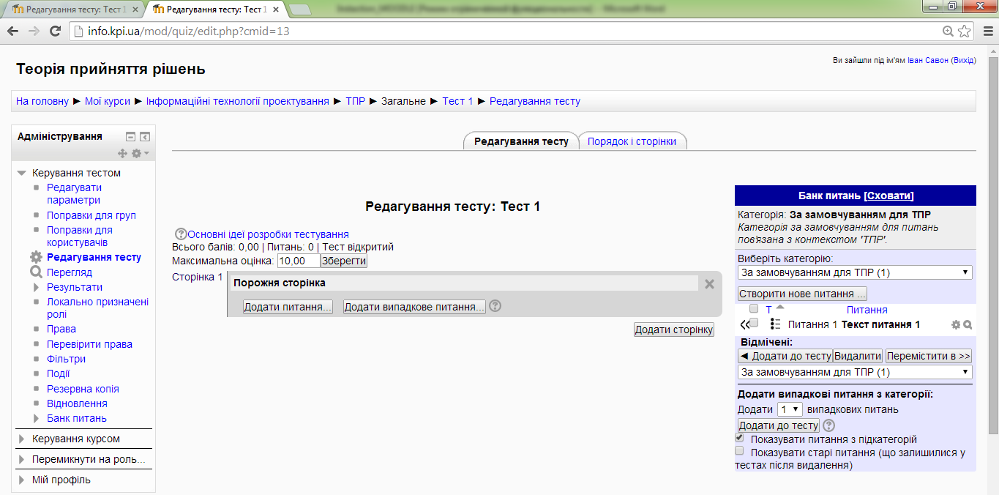 Редагування тесту: Тест 1
Редагування тесту: Тест 1
info.kpi.ua/mod/quiz/edit.php?cmid=13
Ви зайшли під ім'ям Іван Савон (Вихід)
Теорія прийняття рішень
На головну ► Мої курси ► Інформаційні технології проектування ► ТПР ► Загальне ► Тест 1 ► Редагування тесту
Адміністрування
Керування тестом
Редагувати
параметри
Поправки для груп
Поправки для
користувачів
Редагування тесту
Перегляд
Результати
Локально призначені
ролі
Права
Перевірити права
Фільтри
Події
Резервна копія
Відновлення
Банк питань
Керування курсом
Перемикнути на роль...
Мій профіль
Редагування тесту
Порядок і сторінки
Редагування тесту: Тест 1
Основні ідеї розробки тестування
Всього балів: 0,00 | Питань: 0 | Тест відкритий
Максимальна оцінка: 10,00 Зберегти
Сторінка 1
Порожня сторінка
Додати питання... Додати випадкове питання...
Додати сторінку
Банк питань [Сховати]
Категорія: За замовчуванням для ТПР
Категорія за замовчуванням для питань
пов'язана з контекстом 'ТПР'.
Виберіть категорію:
За замовчуванням для ТПР (1)
Створити нове питання ...
Т Питання
Питання 1 Текст питання 1
Відмічені:
◄ Додати до тесту Видалити Перемістити в >>
За замовчуванням для ТПР (1)
Додати випадкові питання з категорії:
Додати 1 випадкових питань
Додати до тесту
Показувати питання з підкатегорій
Показувати старі питання (що залишилися у
тестах після видалення)